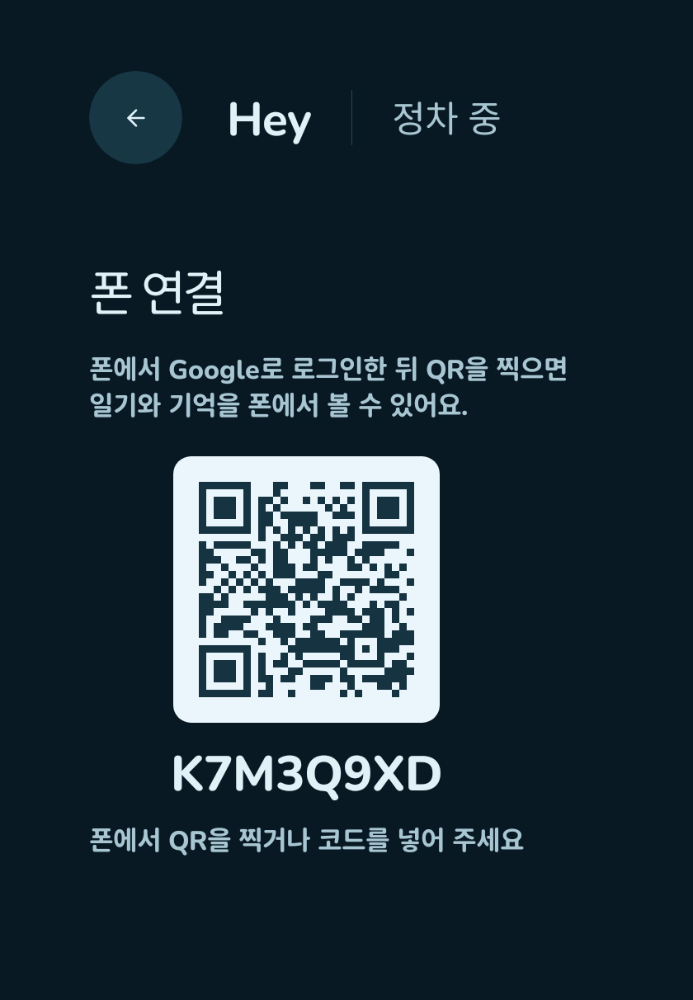 Hey
정차 중
폰 연결
폰에서 Google로 로그인한 뒤 QR을 찍으면
일기와 기억을 폰에서 볼 수 있어요.
K7M3Q9XD
폰에서 QR을 찍거나 코드를 넣어 주세요